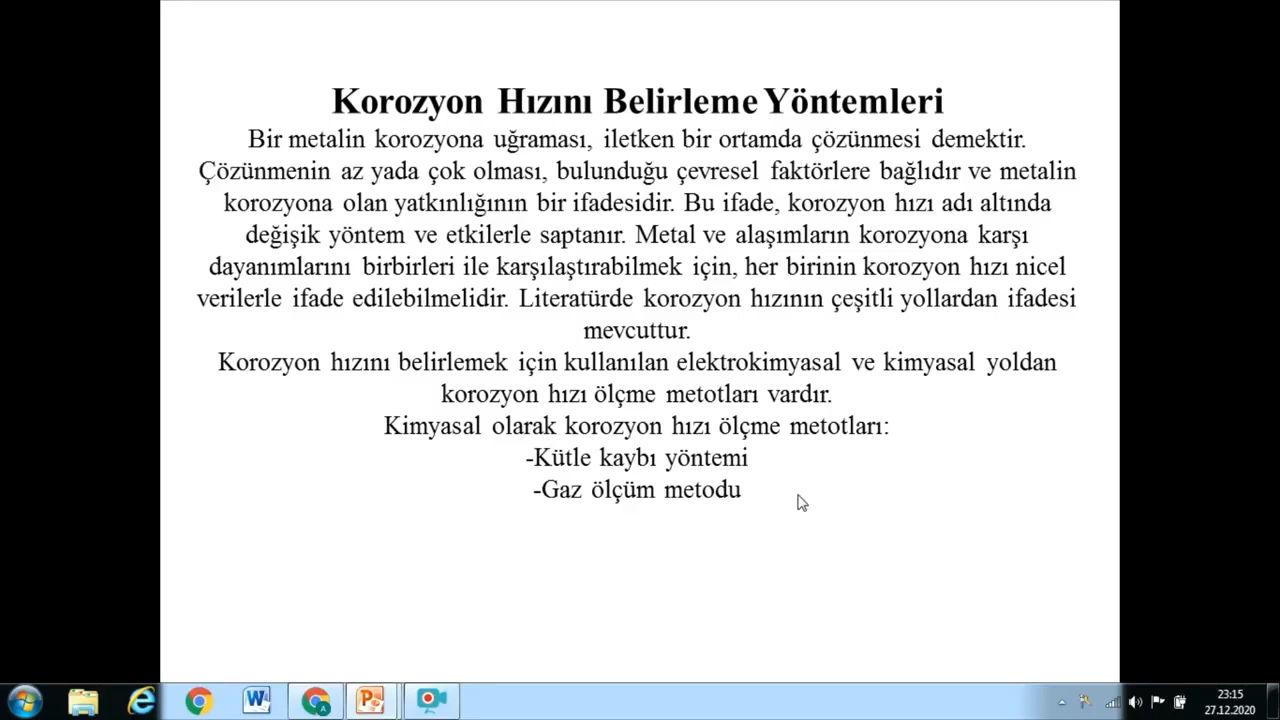 Korozyon Hızını Belirleme Yöntemleri
Bir metalin korozyona uğraması, iletken bir ortamda çözünmesi demektir.
Çözünmenin az yada çok olması, bulunduğu çevresel faktörlere bağlıdır ve metalin
korozyona olan yatkınlığının bir ifadesidir. Bu ifade, korozyon hızı adı altında
değişik yöntem ve etkilerle saptanır. Metal ve alaşımların korozyona karşı
dayanımlarını birbirleri ile karşılaştırabilmek için, her birinin korozyon hızı nicel
verilerle ifade edilebilmelidir. Literatürde korozyon hızının çeşitli yollardan ifadesi
mevcuttur.
Korozyon hızını belirlemek için kullanılan elektrokimyasal ve kimyasal yoldan
korozyon hızı ölçme metotları vardır.
Kimyasal olarak korozyon hızı ölçme metotları:
-Kütle kaybı yöntemi
-Gaz ölçüm metodu
23:15
27.12.2020